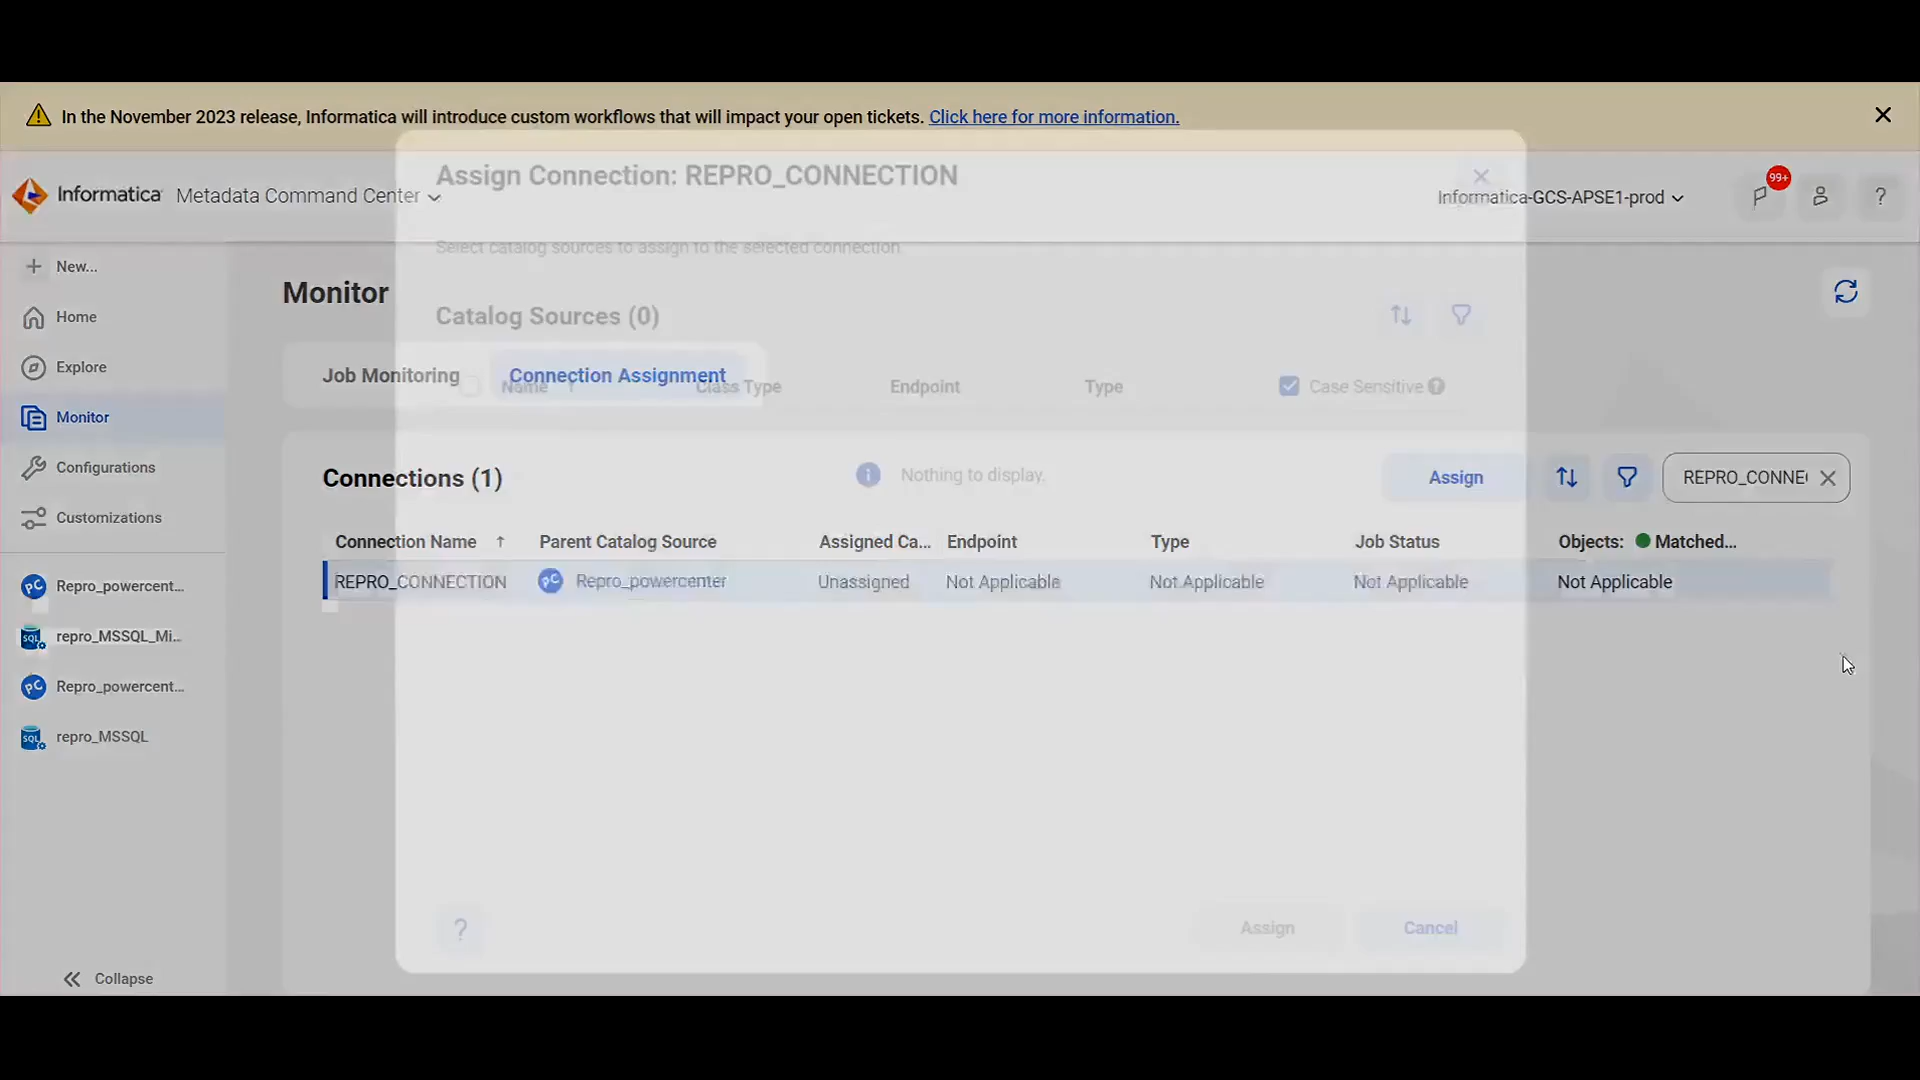 In the November 2023 release, Informatica will introduce custom workflows that will impact your open tickets. Click here for more information.
Assign Connection: REPRO_CONNECTION
Informatica Metadata Command Center
Informatica-GCS-APSE1-prod
99+
?
Select catalog sources to assign to the selected connection.
New...
Home
Explore
Monitor
Configurations
Customizations
Repro_powercent...
repro_MSSQL_Mi...
Repro_powercent...
repro_MSSQL
Collapse
Monitor
Catalog Sources (0)
Job Monitoring
Connection Assignment
Name Class Type Endpoint Type Case Sensitive ?
Connections (1)
Nothing to display.
Assign
REPRO_CONNE
Connection Name Parent Catalog Source Assigned Ca... Endpoint Type Job Status Objects: Matched...
REPRO_CONNECTION PC Repro_powercenter Unassigned Not Applicable Not Applicable Not Applicable Not Applicable
? Assign Cancel